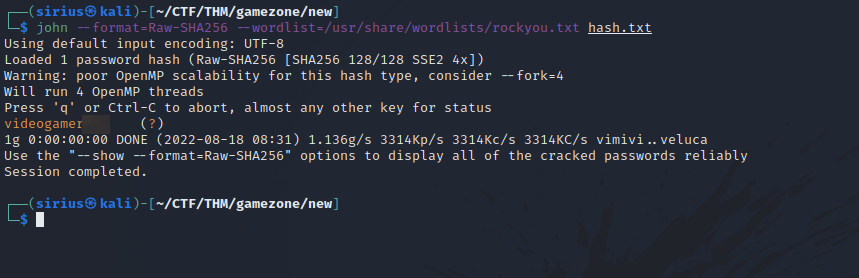 ┌──(sirius㉿kali)-[~/CTF/THM/gamezone/new]
└─$ john --format=Raw-SHA256 --wordlist=/usr/share/wordlists/rockyou.txt hash.txt
Using default input encoding: UTF-8
Loaded 1 password hash (Raw-SHA256 [SHA256 128/128 SSE2 4x])
Warning: poor OpenMP scalability for this hash type, consider --fork=4
Will run 4 OpenMP threads
Press 'q' or Ctrl-C to abort, almost any other key for status
(?)
1g 0:00:00:00 DONE (2022-08-18 08:31) 1.136g/s 3314Kp/s 3314Kc/s 3314KC/s vimivi..veluca
Use the "--show --format=Raw-SHA256" options to display all of the cracked passwords reliably
Session completed.
┌──(sirius㉿kali)-[~/CTF/THM/gamezone/new]
└─$